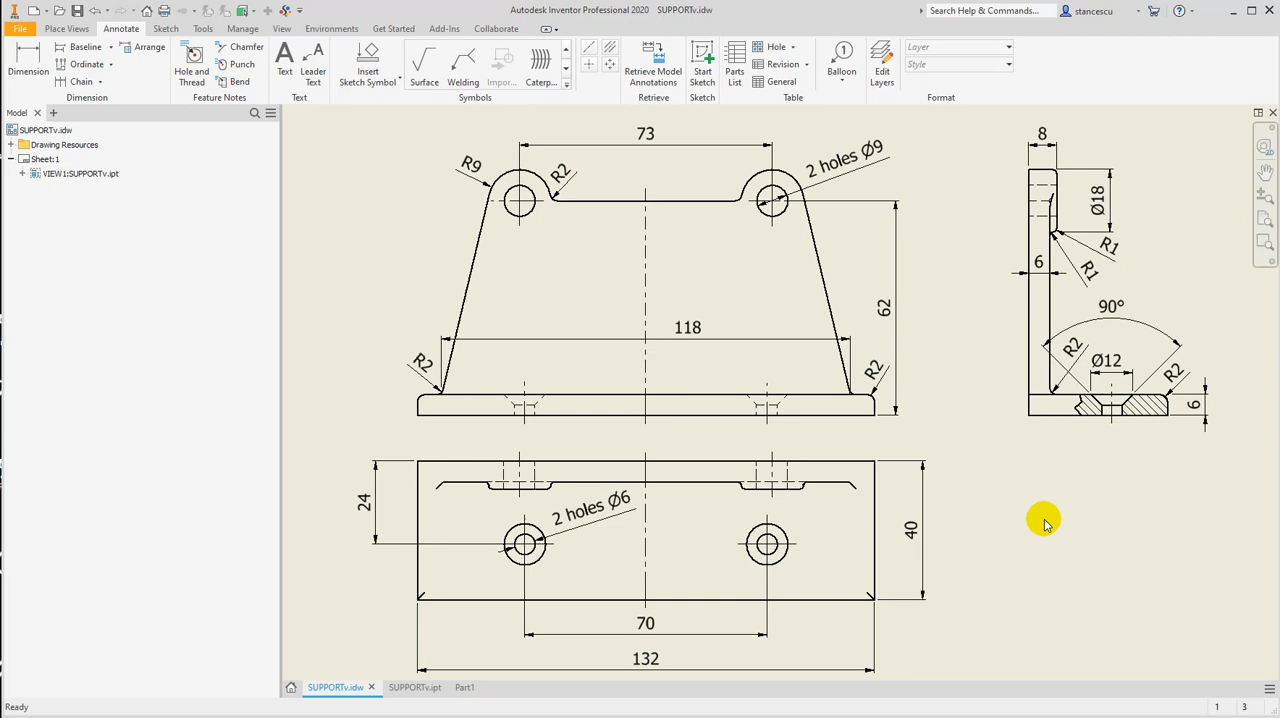 Autodesk Inventor Professional 2020 SUPPORTv.idw
Search Help & Commands...
stancescu
File Place Views Annotate Sketch Tools Manage View Environments Get Started Add-Ins Collaborate
Dimension
Baseline
Arrange
Ordinate
Chain
Dimension
Hole and Thread
Chamfer
Punch
Bend
Feature Notes
Text
Leader Text
Text
Insert Sketch Symbol
Surface
Welding
Impor...
Caterp...
Symbols
Retrieve Model Annotations
Retrieve
Start Sketch
Sketch
Parts List
Hole
Revision
General
Table
Balloon
Edit Layers
Layer
Style
Format
Model
SUPPORTv.idw
Drawing Resources
Sheet:1
VIEW1:SUPPORTv.ipt
73
8
R9
R2
2 holes Ø9
Ø18
R1
R1
6
62
118
90°
R2
R2
R2
Ø12
R2
6
24
2 holes Ø6
40
70
132
SUPPORTv.idw SUPPORTv.ipt Part1
Ready
1 3